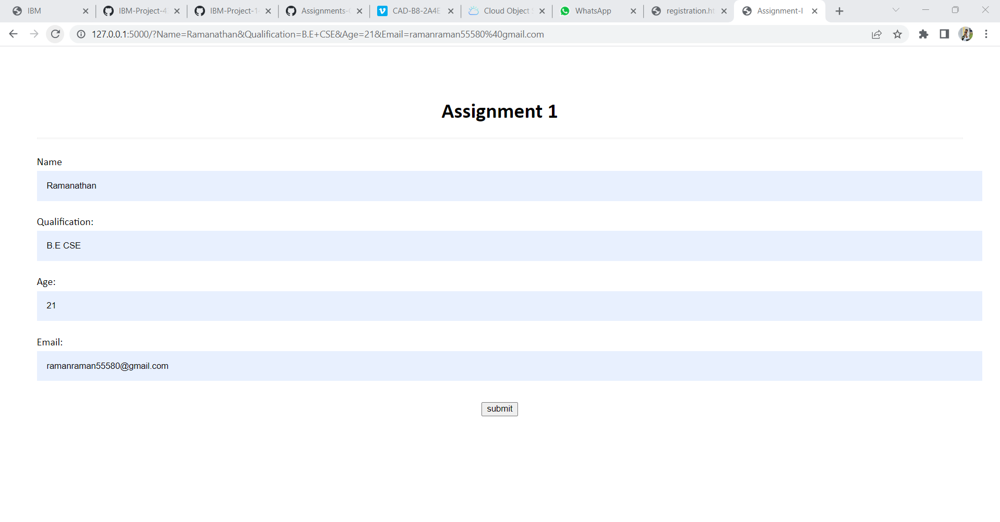 IBM
IBM-Project-4
IBM-Project-1
Assignments-
CAD-B8-2A4E
Cloud Object
WhatsApp
registration.ht
Assignment-I
127.0.0.1:5000/?Name=Ramanathan&Qualification=B.E+CSE&Age=21&Email=ramanraman55580%40gmail.com
Assignment 1
Name
Ramanathan
Qualification:
B.E CSE
Age:
21
Email:
ramanraman55580@gmail.com
submit